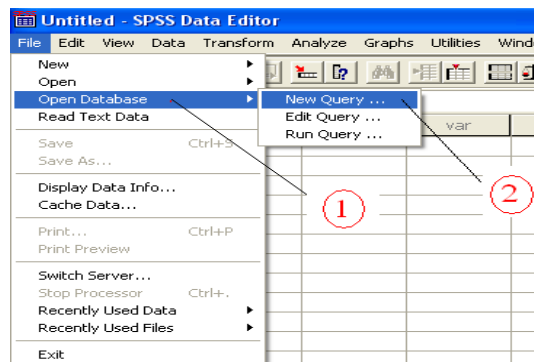 Untitled - SPSS Data Editor
File Edit View Data Transform Analyze Graphs Utilities Wind
New
Open
Open Database
Read Text Data
Save Ctrl+S
Save As...
Display Data Info...
Cache Data...
Print... Ctrl+P
Print Preview
Switch Server...
Stop Processor Ctrl+.
Recently Used Data
Recently Used Files
Exit
New Query ...
Edit Query ...
Run Query ...
var
1
2